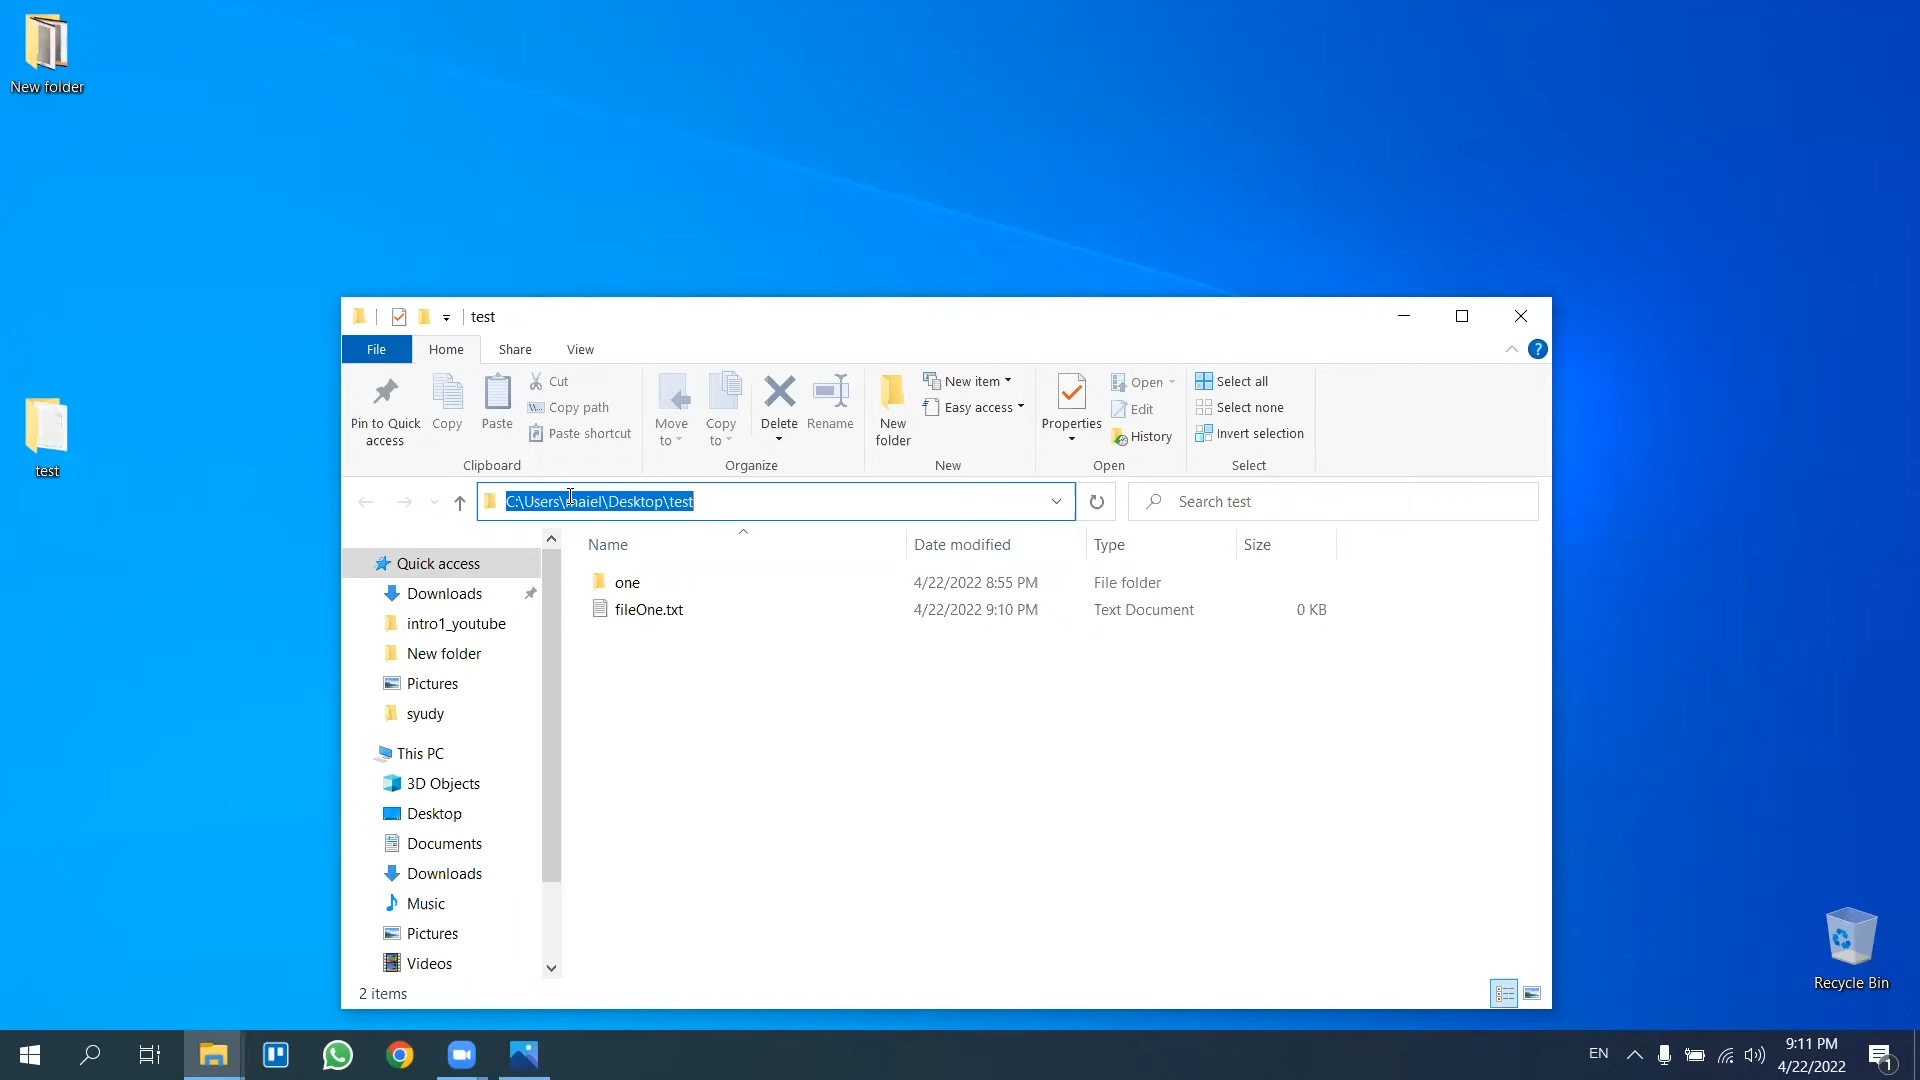 New folder
test
test
File
Home
Share
View
Pin to Quick access
Copy
Paste
Cut
Copy path
Paste shortcut
Clipboard
Move to
Copy to
Delete
Rename
Organize
New folder
New item
Easy access
New
Properties
Open
Edit
History
Open
Select all
Select none
Invert selection
Select
C:\Users\maiel\Desktop\test
Search test
Name
Date modified
Type
Size
one
4/22/2022 8:55 PM
File folder
fileOne.txt
4/22/2022 9:10 PM
Text Document
0 KB
Quick access
Downloads
intro1_youtube
New folder
Pictures
syudy
This PC
3D Objects
Desktop
Documents
Downloads
Music
Pictures
Videos
2 items
Recycle Bin
EN
9:11 PM
4/22/2022
1